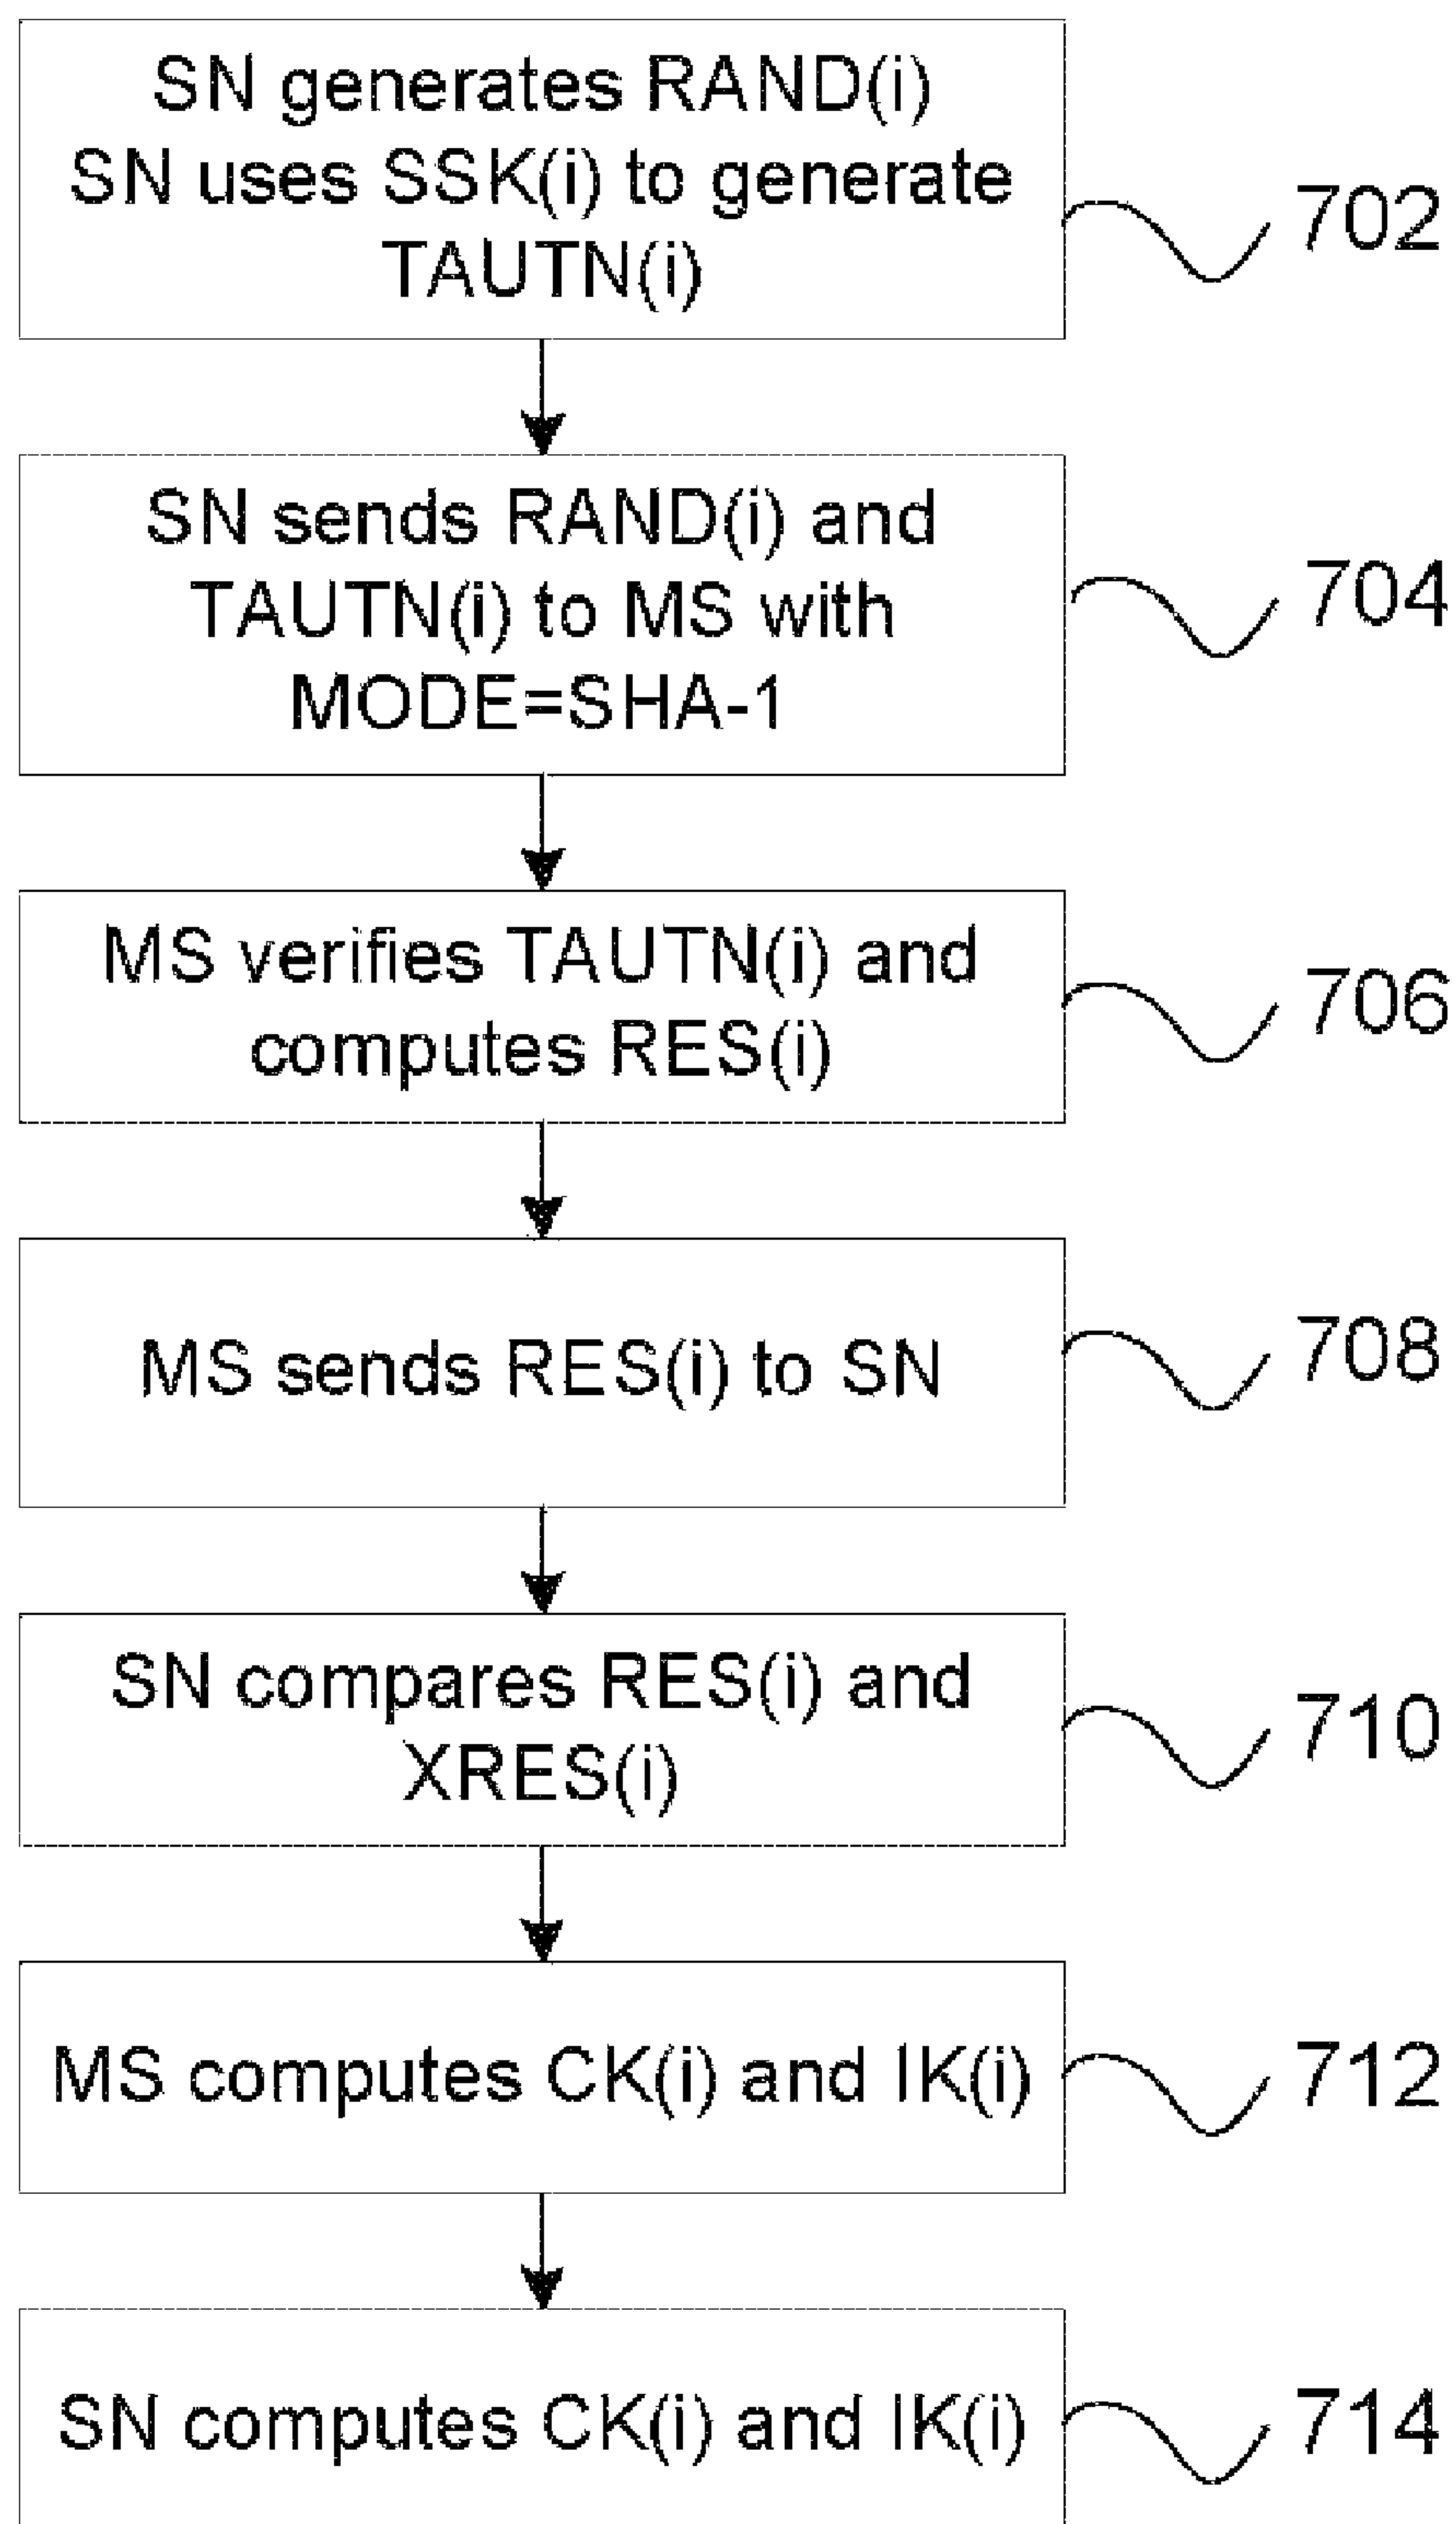 SN generates RAND(i)
SN uses SSK(i) to generate
TAUTN(i)
702
SN sends RAND(i) and
TAUTN(i) to MS with
MODE=SHA-1
704
MS verifies TAUTN(i) and
computes RES(i)
706
MS sends RES(i) to SN
708
SN compares RES(i) and
XRES(i)
710
MS computes CK(i) and IK(i)
712
SN computes CK(i) and IK(i)
714